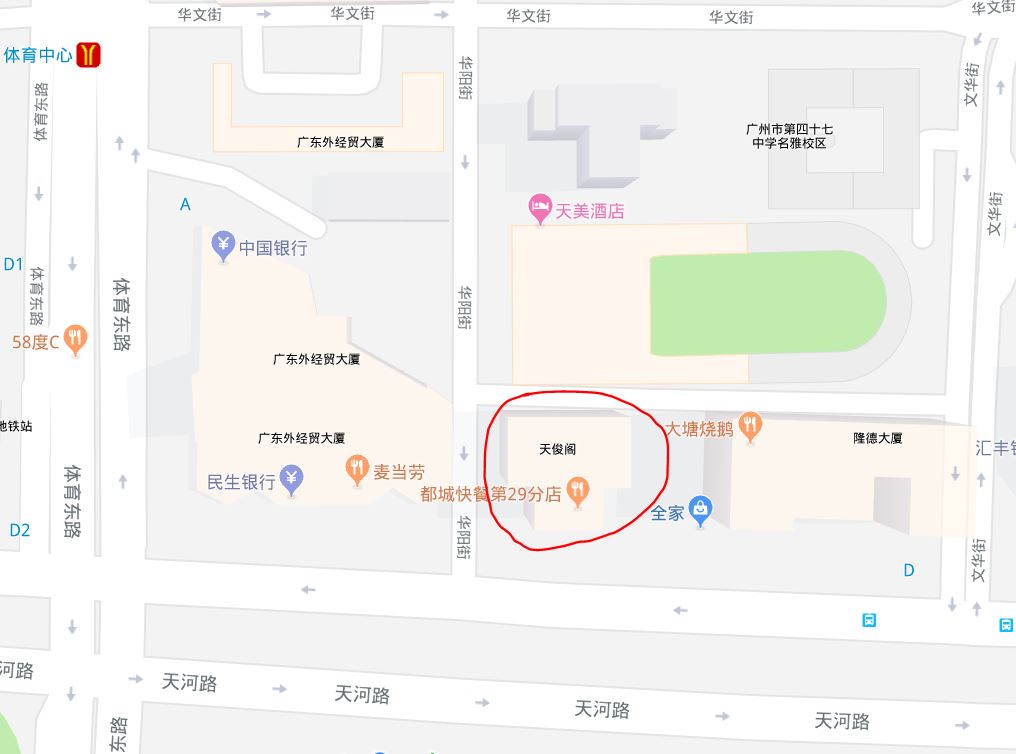 华文街
华文街
华文街
华文街
华文街
体育中心
体育东路
华阳街
文华街
广东外经贸大厦
广州市第四十七
中学名雅校区
A
天美酒店
文华街
中国银行
D1
体育东路
体育东路
华阳街
58度C
广东外经贸大厦
地铁站
广东外经贸大厦
天俊阁
大塘烧鹅
隆德大厦
汇丰
民生银行
麦当劳
都城快餐第29分店
全家
体育东路
D2
华阳街
文华街
D
河路
天河路
天河路
天河路
天河路
东路